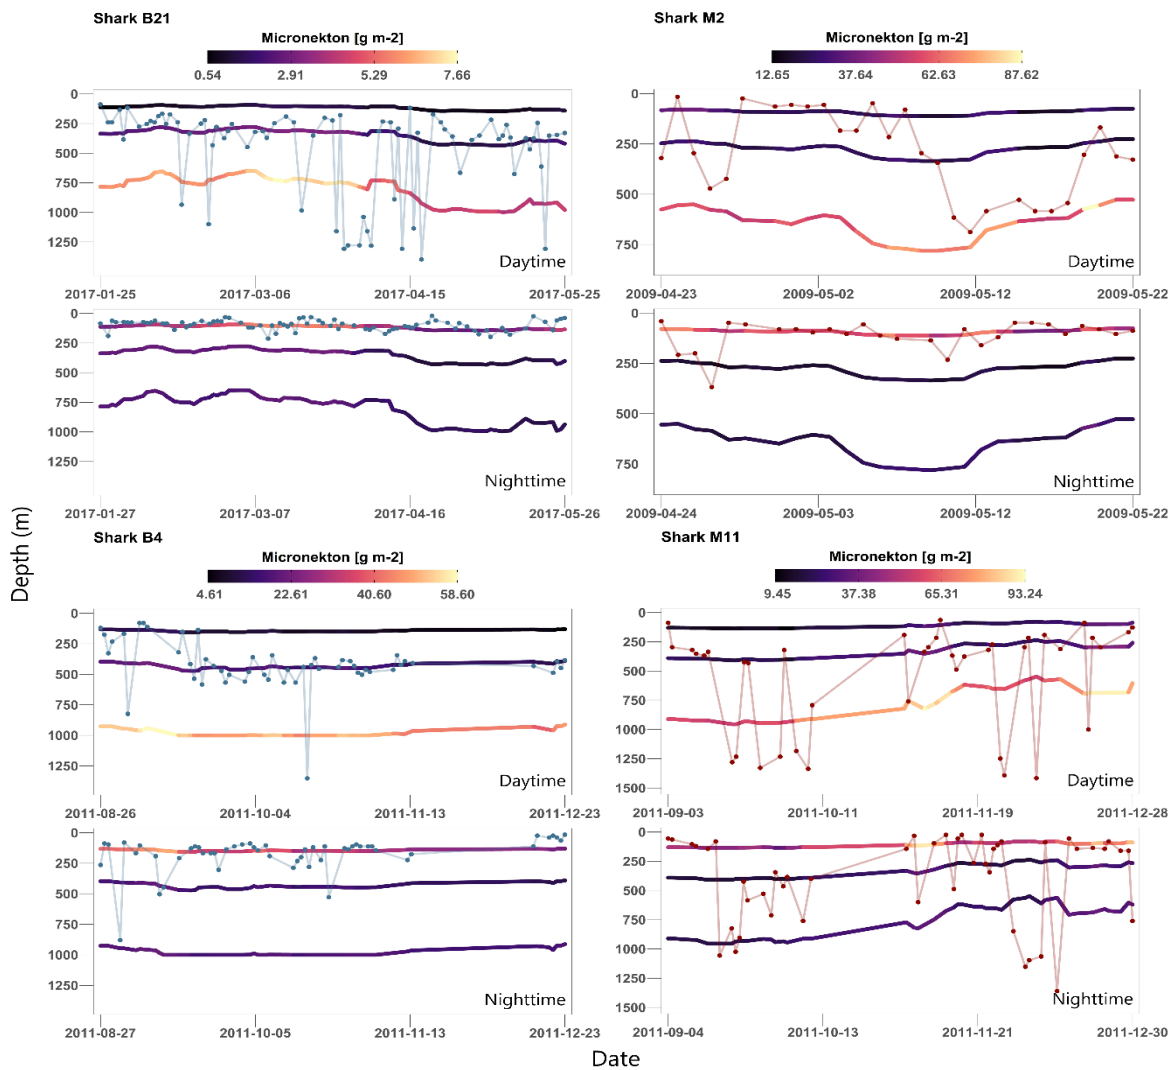 Shark B21
Micronekton [g m-2]
0.54 2.91 5.29 7.66
0
250
500
750
1000
1250
Daytime
2017-01-25 2017-03-06 2017-04-15 2017-05-25
0
250
500
750
1000
1250
Nighttime
2017-01-27 2017-03-07 2017-04-16 2017-05-26
Shark M2
Micronekton [g m-2]
12.65 37.64 62.63 87.62
0
250
500
750
Daytime
2009-04-23 2009-05-02 2009-05-12 2009-05-22
0
250
500
750
Nighttime
2009-04-24 2009-05-03 2009-05-12 2009-05-22
Depth (m)
Shark B4
Micronekton [g m-2]
4.61 22.61 40.60 58.60
0
250
500
750
1000
1250
Daytime
2011-08-26 2011-10-04 2011-11-13 2011-12-23
0
250
500
750
1000
1250
Nighttime
2011-08-27 2011-10-05 2011-11-13 2011-12-23
Shark M11
Micronekton [g m-2]
9.45 37.38 65.31 93.24
0
250
500
750
1000
1250
1500
Daytime
2011-09-03 2011-10-11 2011-11-19 2011-12-28
0
250
500
750
1000
1250
1500
Nighttime
2011-09-04 2011-10-13 2011-11-21 2011-12-30
Date